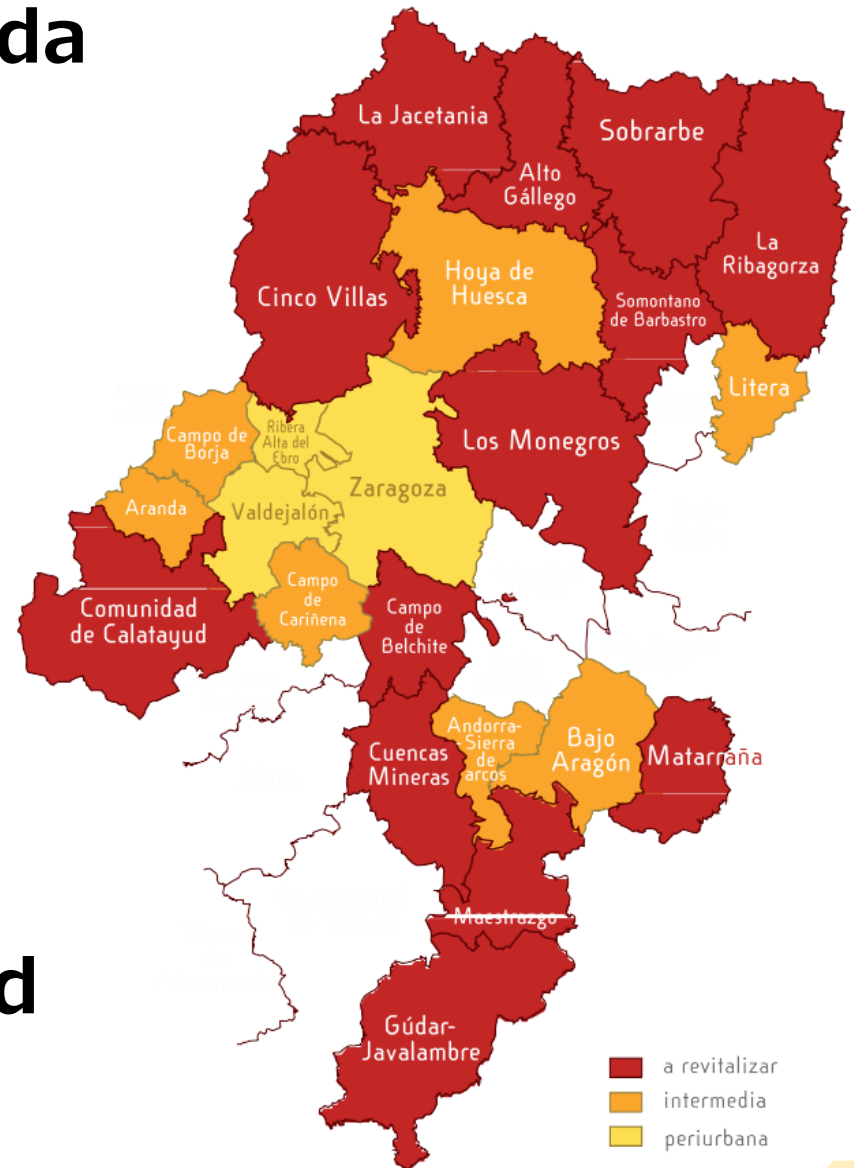 da
La Jacetania
Sobrarbe
Alto
Gállego
La
Ribagorza
Hoya de
Huesca
Cinco Villas
Somontano
de Barbastro
Litera
Ribera
Alta del
Ebro
Campo de
Borja
Los Monegros
Zaragoza
Aranda
Valdejalón
Campo
de
Cariñena
Comunidad
de Calatayud
Campo
de
Belchite
Andorra-
-Sierra
de
arcos
Bajo
Aragón
Matarraña
Cuencas
Mineras
Maestrazgo
d
Gúdar-
-Javalambre
a revitalizar
intermedia
periurbana